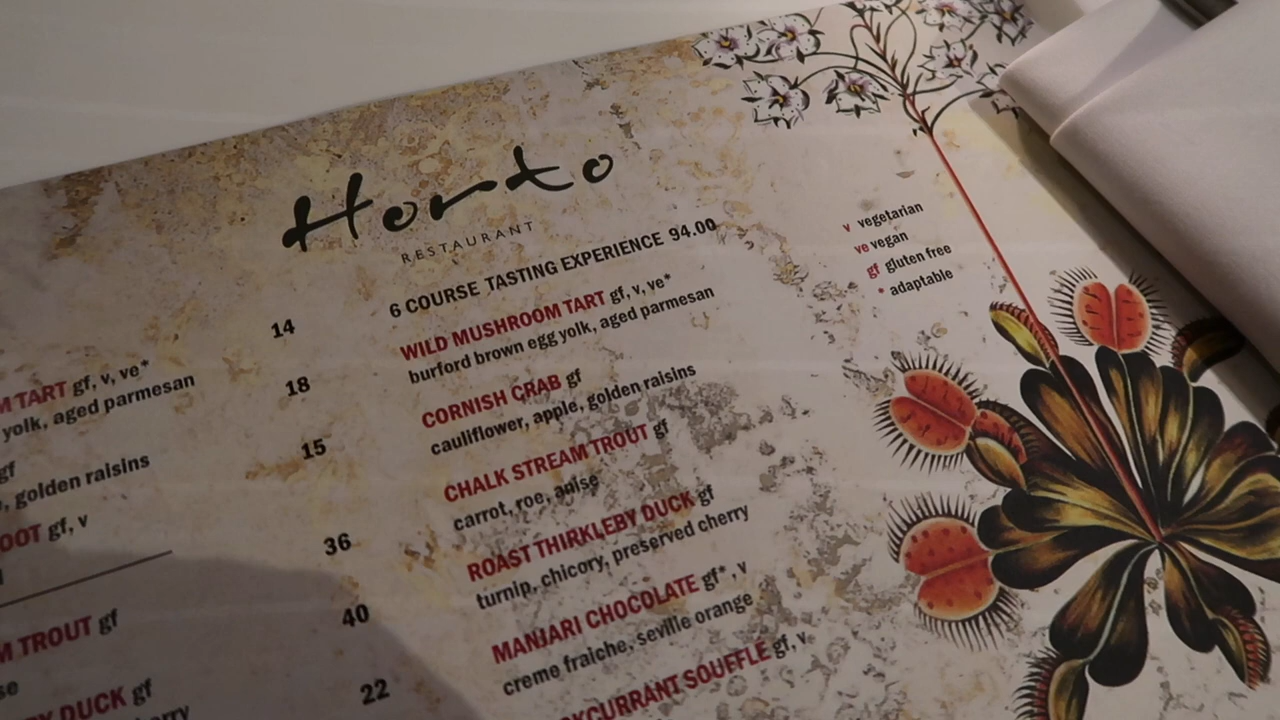 Horto
RESTAURANT
v vegetarian
ve vegan
gf gluten free
* adaptable
14
TART gf, v, ve*
yolk, aged parmesan
18
gf
golden raisins
15
gf, v
36
TROUT gf
40
DUCK gf
22
6 COURSE TASTING EXPERIENCE 94.00
WILD MUSHROOM TART gf, v, ve*
burford brown egg yolk, aged parmesan
CORNISH CRAB gf
cauliflower, apple, golden raisins
CHALK STREAM TROUT gf
carrot, roe, anise
ROAST THIRKLEBY DUCK gf
turnip, chicory, preserved cherry
MANJARI CHOCOLATE gf*, v
creme fraiche, seville orange
SOUFFLÉ gf, v